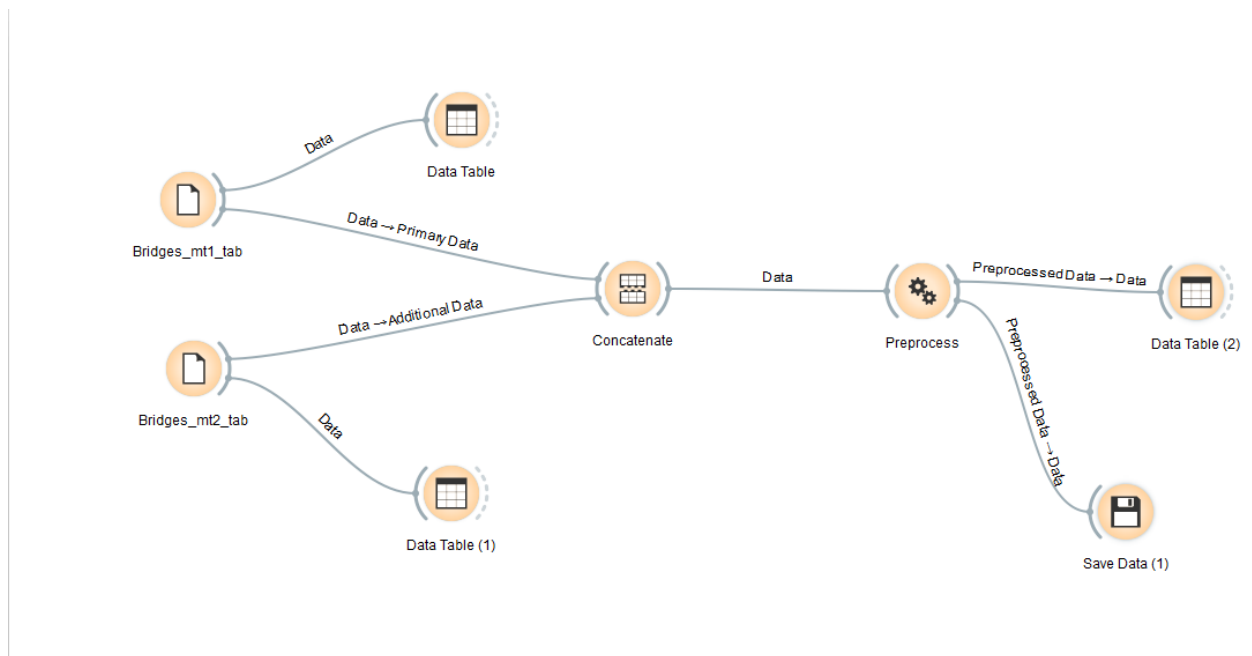 Data
Data Table
Bridges_mt1_tab
Data → Primary Data
Data → Additional Data
Bridges_mt2_tab
Data
Data Table (1)
Concatenate
Data
Preprocess
Preprocessed Data → Data
Data Table (2)
Preprocessed Data → Data
Save Data (1)